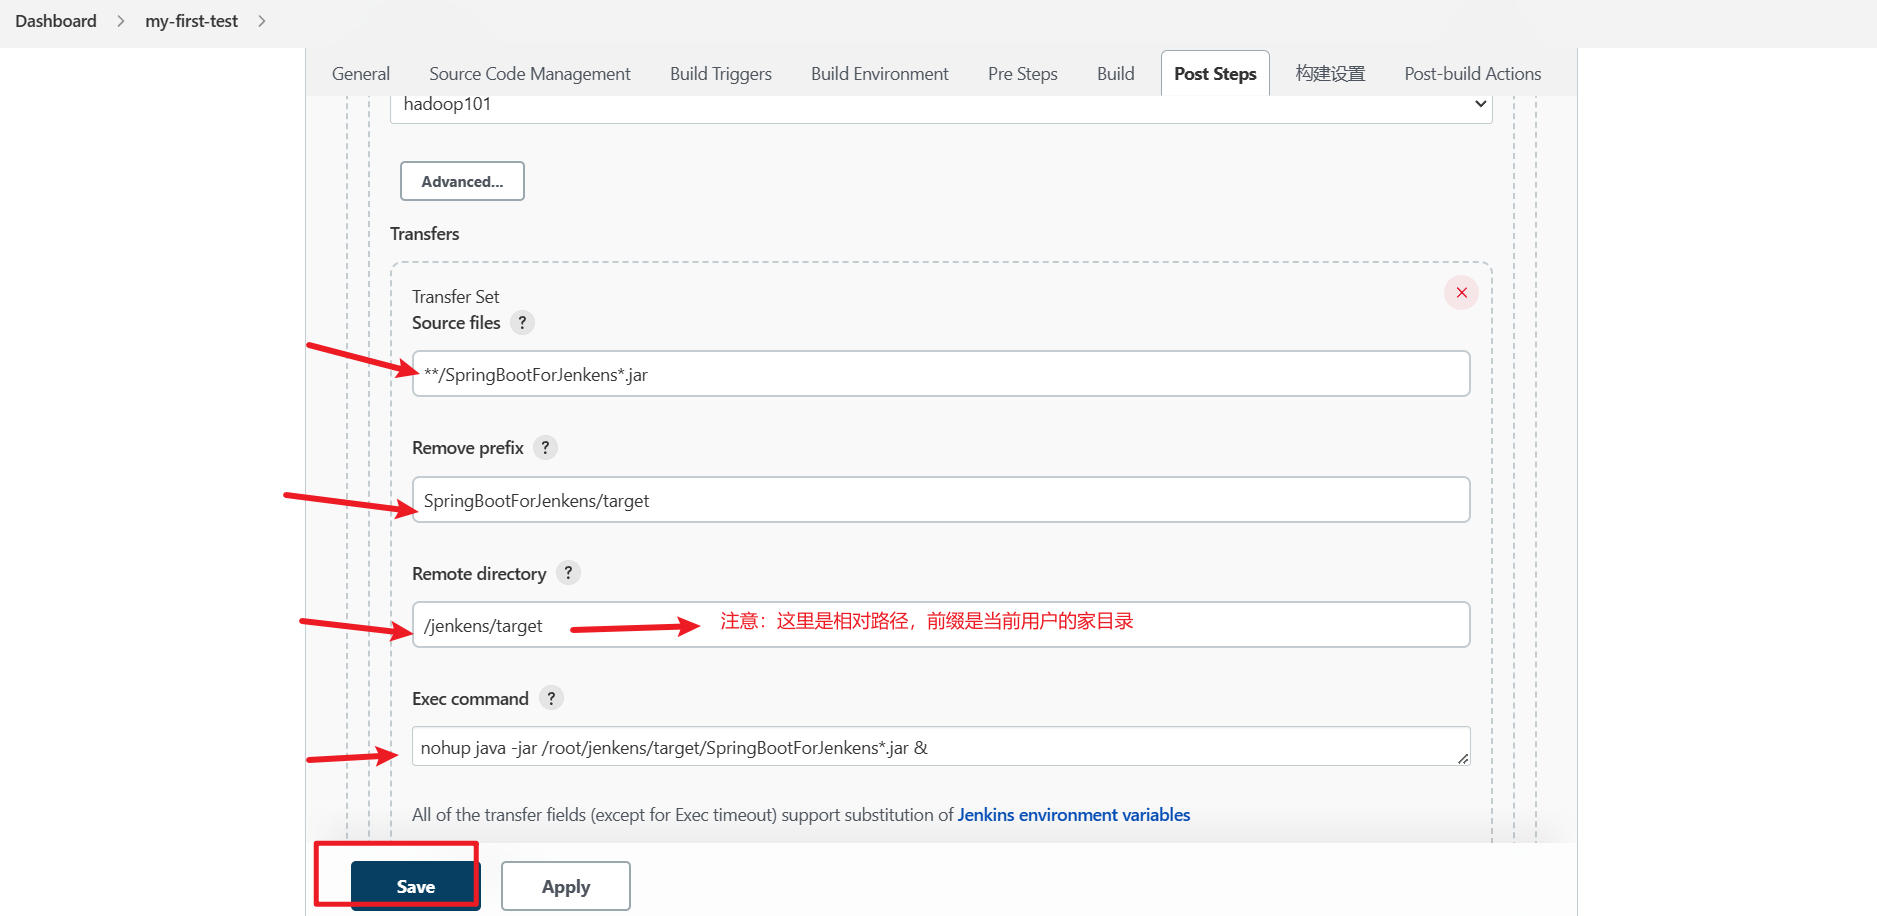 Dashboard > my-first-test >
General Source Code Management Build Triggers Build Environment Pre Steps Build Post Steps 构建设置 Post-build Actions
hadoop101
Advanced...
Transfers
Transfer Set
Source files ?
**/SpringBootForJenkens*.jar
Remove prefix ?
SpringBootForJenkens/target
Remote directory ?
/jenkens/target 注意：这里是相对路径，前缀是当前用户的家目录
Exec command ?
nohup java -jar /root/jenkens/target/SpringBootForJenkens*.jar &
All of the transfer fields (except for Exec timeout) support substitution of Jenkins environment variables
Save Apply